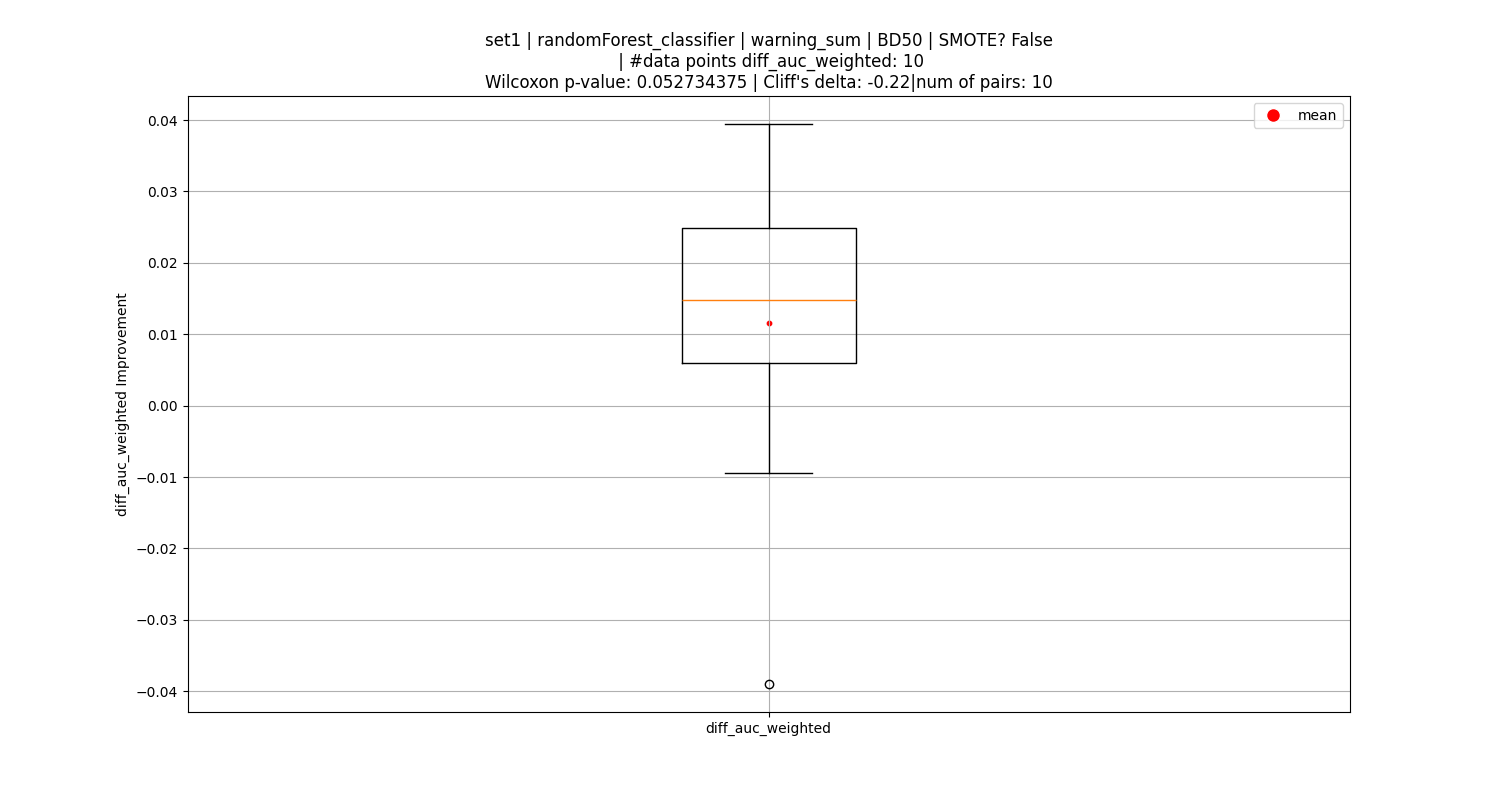 set1 | randomForest_classifier | warning_sum | BD50 | SMOTE? False
| #data points diff_auc_weighted: 10
Wilcoxon p-value: 0.052734375 | Cliff's delta: -0.22|num of pairs: 10
mean
0.04
0.03
0.02
0.01
0.00
−0.01
−0.02
−0.03
−0.04
diff_auc_weighted Improvement
diff_auc_weighted